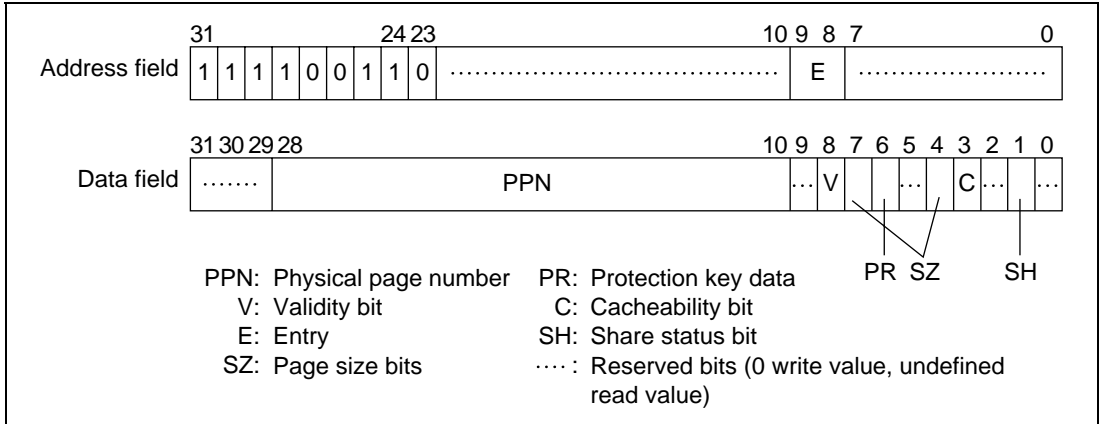 31 24 23 10 9 8 7 0
Address field 1 1 1 1 0 0 1 1 0 ................ E ................
31 30 29 28 10 9 8 7 6 5 4 3 2 1 0
Data field ....... PPN ... V ... C ... ...
PR SZ SH
PPN: Physical page number PR: Protection key data
V: Validity bit C: Cacheability bit
E: Entry SH: Share status bit
SZ: Page size bits ....: Reserved bits (0 write value, undefined
read value)